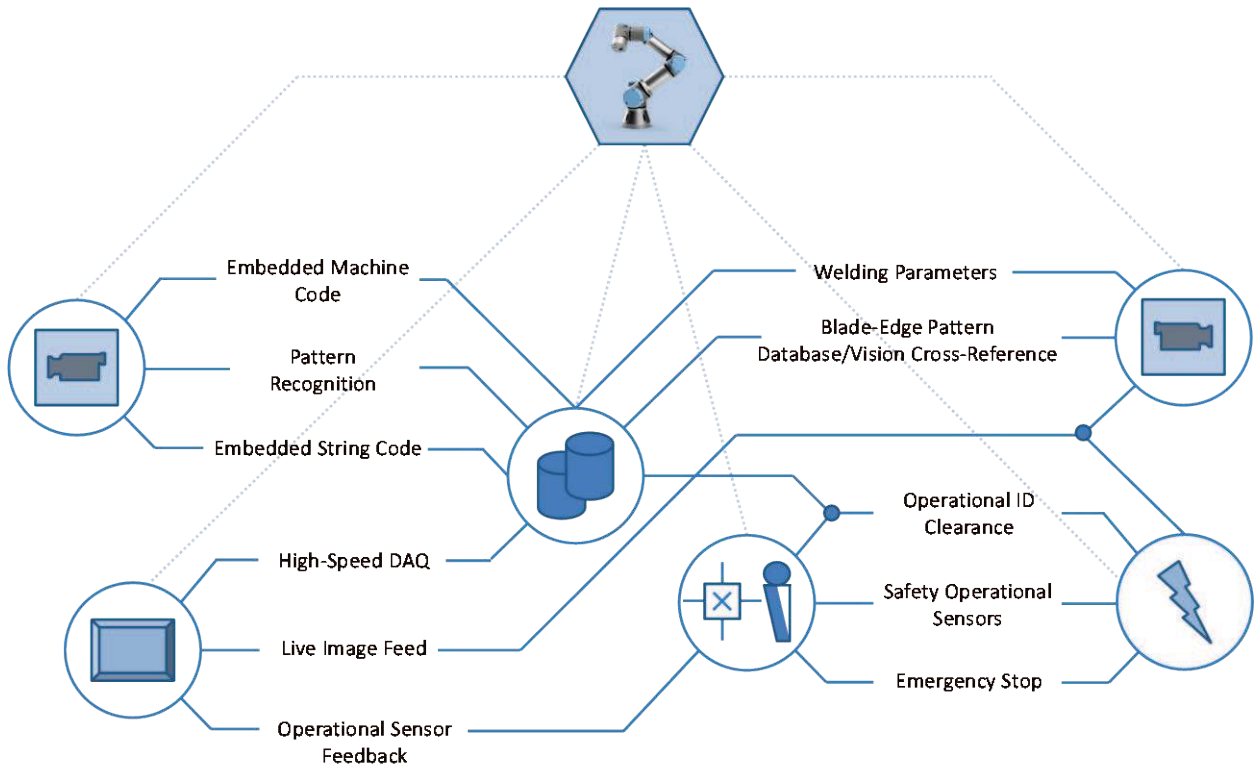 Embedded Machine
Code
Pattern
Recognition
Embedded String Code
High-Speed DAQ
Live Image Feed
Operational Sensor
Feedback
Welding Parameters
Blade-Edge Pattern
Database/Vision Cross-Reference
Operational ID
Clearance
Safety Operational
Sensors
Emergency Stop